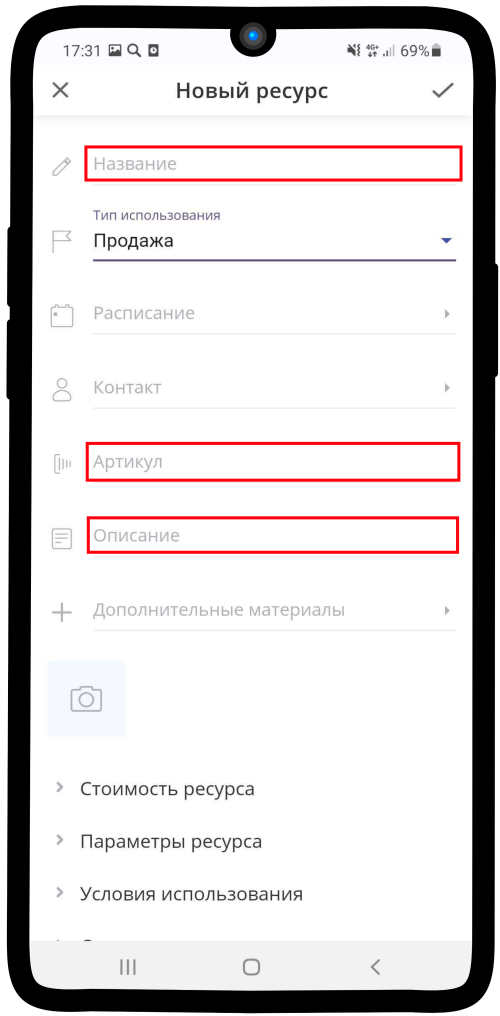 17:31 4G+ 69%
Новый ресурс
Название
Тип использования
Продажа
Расписание
Контакт
Артикул
Описание
Дополнительные материалы
Стоимость ресурса
Параметры ресурса
Условия использования